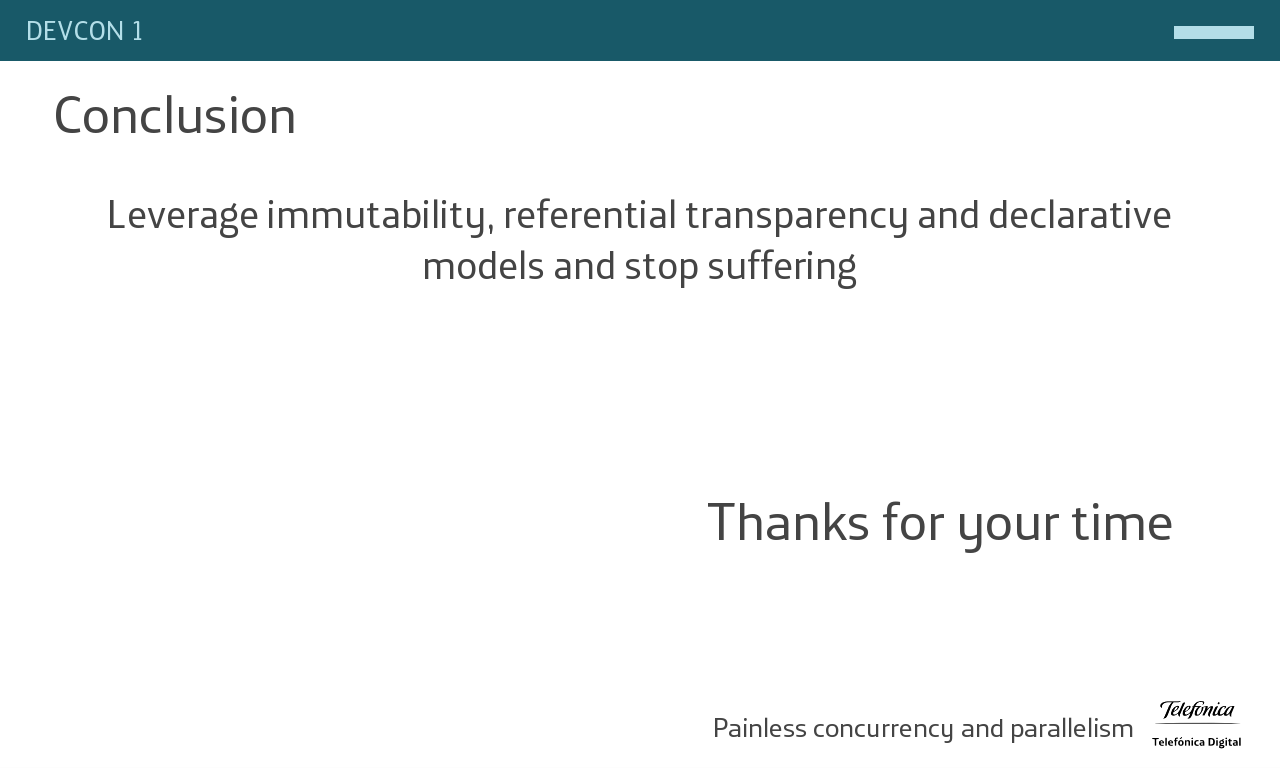 DEVCON 1
Conclusion
Leverage immutability, referential transparency and declarative
models and stop suffering
Thanks for your time
Painless concurrency and parallelism
Telefónica
Telefónica Digital